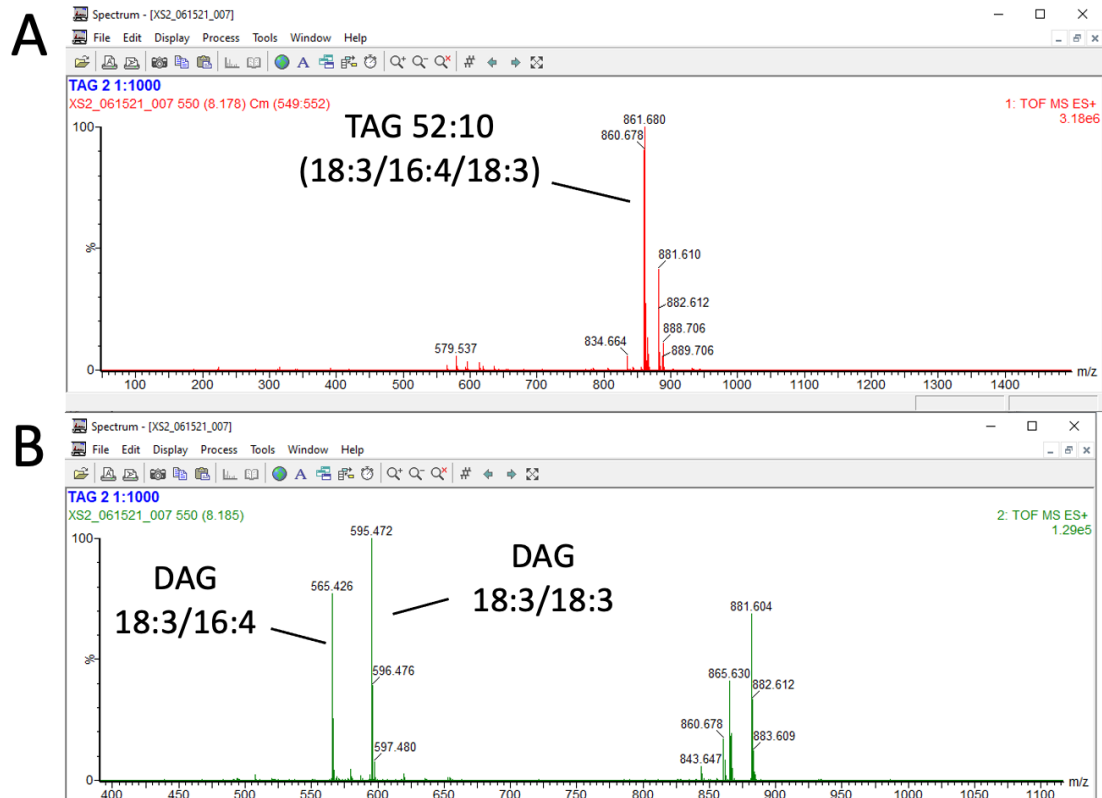 A
Spectrum - [XS2_061521_007]
File Edit Display Process Tools Window Help
TAG 2 1:1000
XS2_061521_007 550 (8.178) Cm (549:552)
1: TOF MS ES+
3.18e6
TAG 52:10
(18:3/16:4/18:3)
861.680
860.678
881.610
882.612
888.706
889.706
834.664
579.537
100
%
0
100 200 300 400 500 600 700 800 900 1000 1100 1200 1300 1400
m/z
B
Spectrum - [XS2_061521_007]
File Edit Display Process Tools Window Help
TAG 2 1:1000
XS2_061521_007 550 (8.185)
2: TOF MS ES+
1.29e5
595.472
565.426
DAG
18:3/16:4
DAG
18:3/18:3
596.476
597.480
881.604
865.630
882.612
860.678
883.609
843.647
100
%
0
400 450 500 550 600 650 700 750 800 850 900 950 1000 1050 1100
m/z